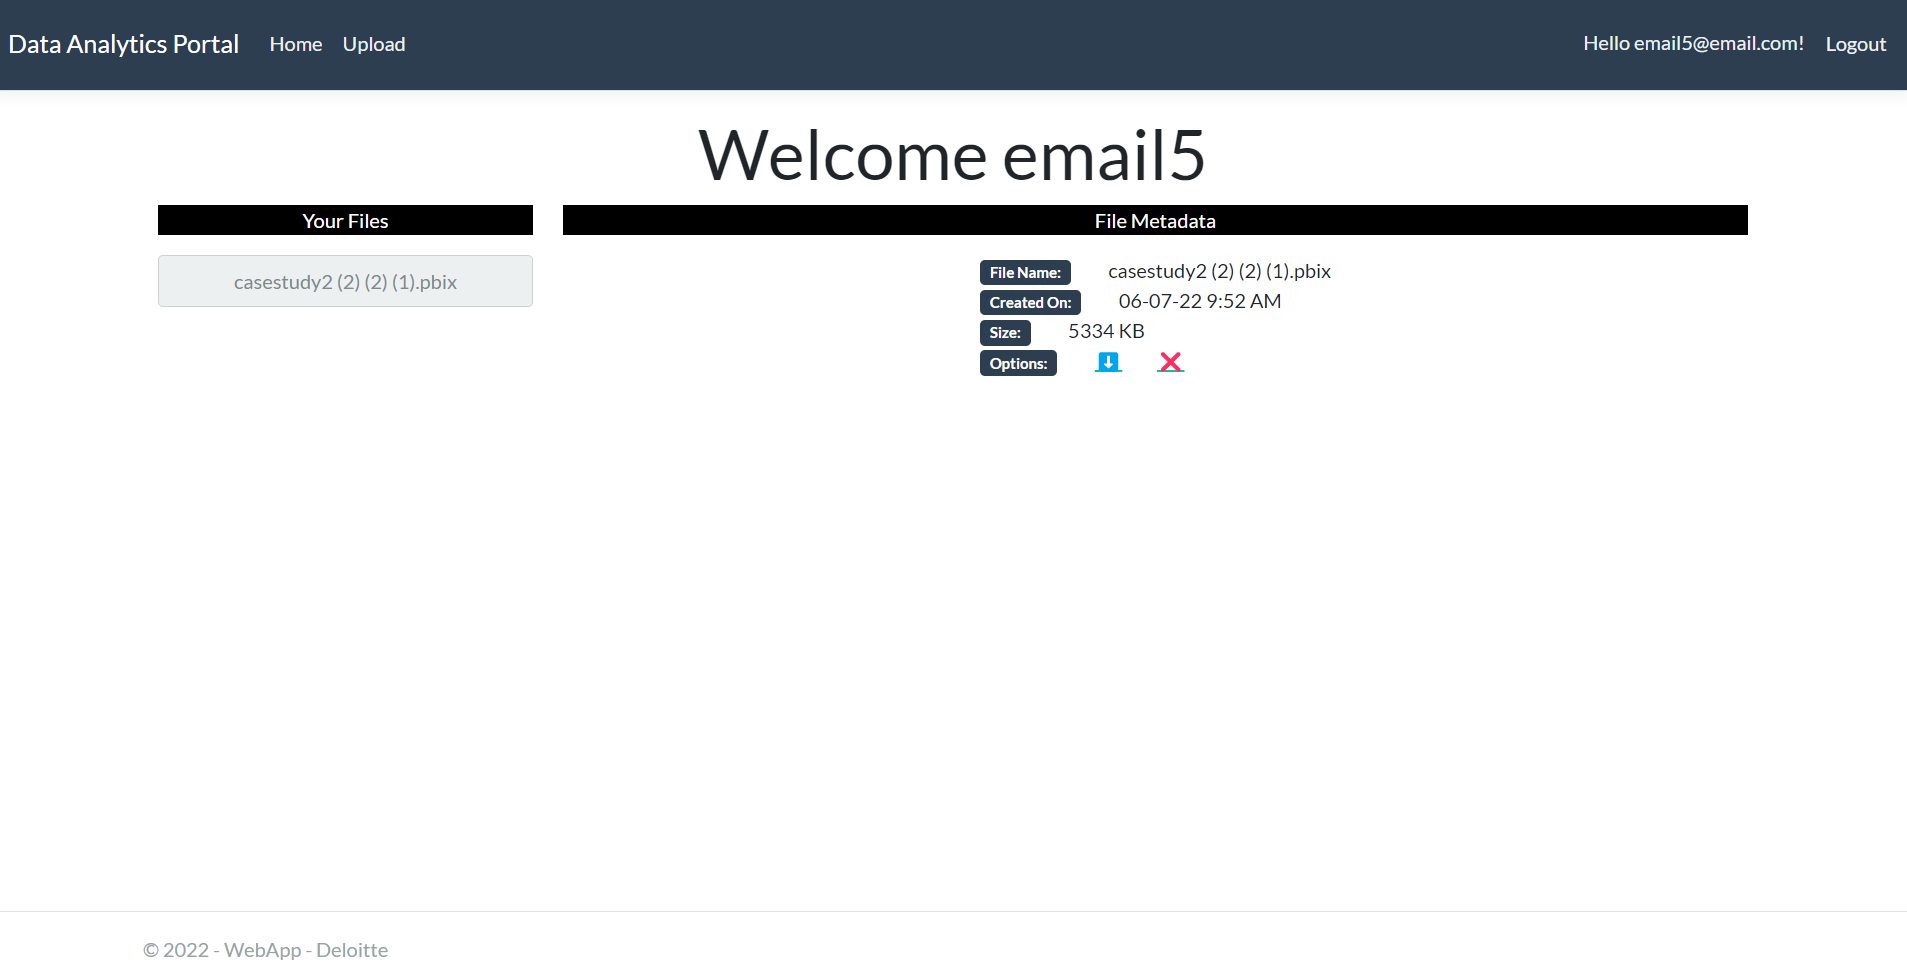 Data Analytics Portal Home Upload Hello email5@email.com! Logout
Welcome email5
Your Files
casestudy2 (2) (2) (1).pbix
File Metadata
File Name: casestudy2 (2) (2) (1).pbix
Created On: 06-07-22 9:52 AM
Size: 5334 KB
Options:
© 2022 - WebApp - Deloitte